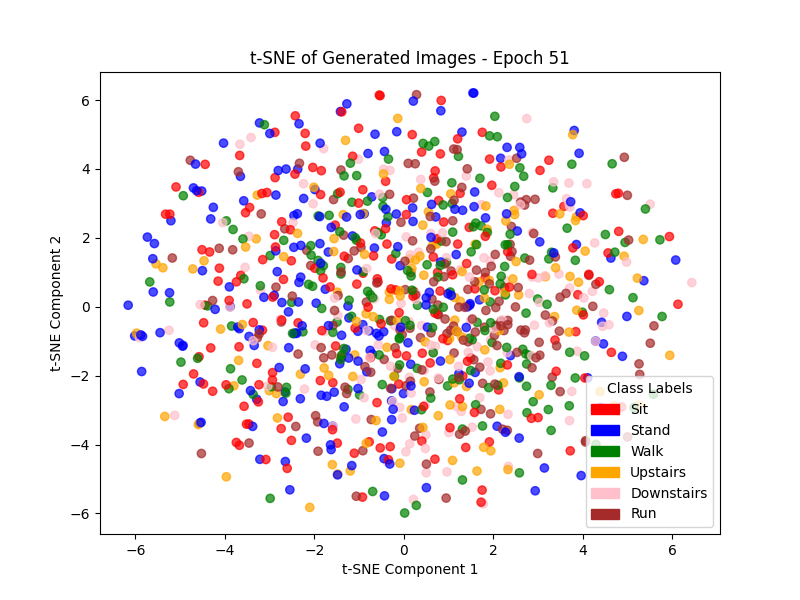 t-SNE of Generated Images - Epoch 51
t-SNE Component 2
6
4
2
0
−2
−4
−6
Class Labels
Sit
Stand
Walk
Upstairs
Downstairs
Run
−6
−4
−2
0
2
4
6
t-SNE Component 1